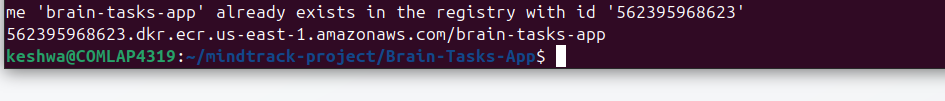 me 'brain-tasks-app' already exists in the registry with id '562395968623'
562395968623.dkr.ecr.us-east-1.amazonaws.com/brain-tasks-app
keshwa@COMLAP4319:~/mindtrack-project/Brain-Tasks-App$